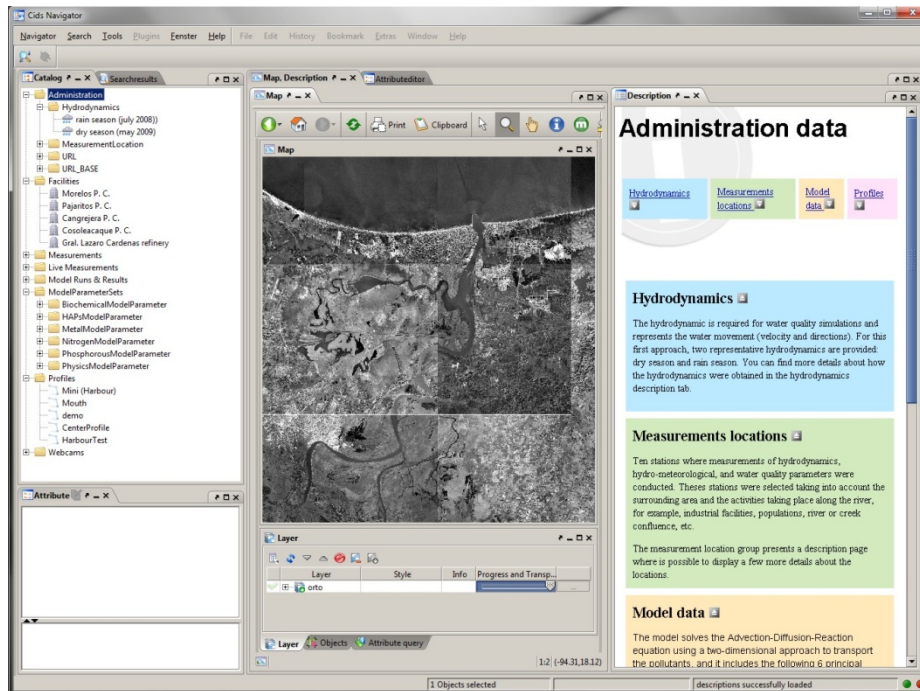 Cids Navigator
Navigator Search Tools Plugins Fenster Help File Edit History Bookmark Extras Window Help
Catalog Searchresults
Administration
Hydrodynamics
rain season (july 2008))
dry season (may 2009)
MeasurementLocation
URL
URL_BASE
Facilities
Morelos P. C.
Pajaritos P. C.
Cangrejera P. C.
Cosoleacaque P. C.
Gral. Lazaro Cardenas refinery
Measurements
Live Measurements
Model Runs & Results
ModelParameterSets
BiochemicalModelParameter
HAPsModelParameter
MetalModelParameter
NitrogenModelParameter
PhosphorousModelParameter
PhysicsModelParameter
Profiles
Mini (Harbour)
Mouth
demo
CenterProfile
HarbourTest
Webcams
Attribute
Map, Description Attributeditor
Map
Print Clipboard
Map
Layer
Layer Style Info Progress and Transp...
orto
...
Layer Objects Attribute query
1:2 (-94.31,18.12)
Description
Administration data
Hydrodynamics
Measurements
locations
Model
data
Profiles
Hydrodynamics
The hydrodynamic is required for water quality simulations and
represents the water movement (velocity and directions). For this
first approach, two representative hydrodynamics are provided:
dry season and rain season. You can find more details about how
the hydrodynamics were obtained in the hydrodynamics
description tab.
Measurements locations
Ten stations where measurements of hydrodynamics,
hydro-meteorological, and water quality parameters were
conducted. Theses stations were selected taking into account the
surrounding area and the activities taking place along the river,
for example, industrial facilities, populations, river or creek
confluence, etc.
The measurement location group presents a description page
where is possible to display a few more details about the
locations.
Model data
The model solves the Advection-Diffusion-Reaction
equation using a two-dimensional approach to transport
the pollutants, and it includes the following 6 principal
1 Objects selected
descriptions successfully loaded